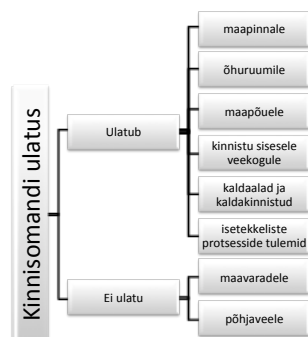 Kinnisomandi ulatus
Ulatub
maapinnale
õhuruumile
maapõuele
kinnistu sisesele
veekogule
kaldaalad ja
kaldakinnistud
isetekkeliste
protsesside tulemid
Ei ulatu
maavaradele
põhjaveele